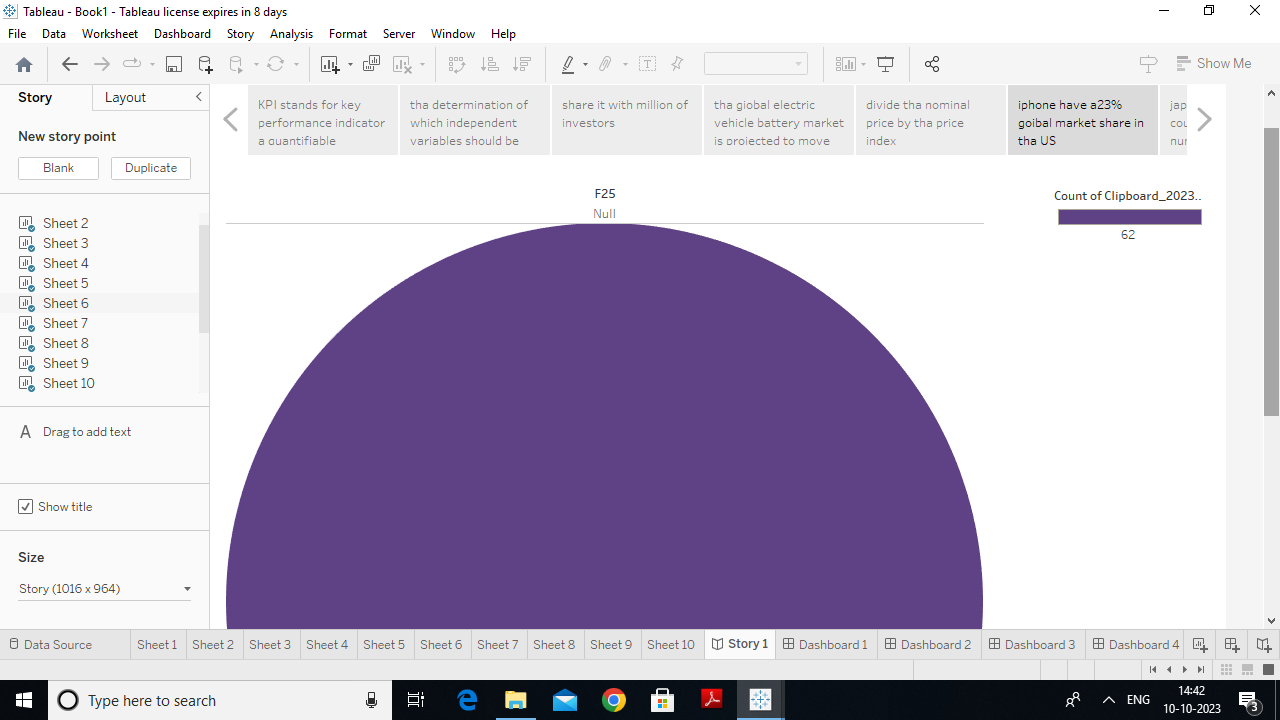 Tableau - Book1 - Tableau license expires in 8 days
File Data Worksheet Dashboard Story Analysis Format Server Window Help
Show Me
Story Layout
New story point
Blank Duplicate
Sheet 2
Sheet 3
Sheet 4
Sheet 5
Sheet 6
Sheet 7
Sheet 8
Sheet 9
Sheet 10
A Drag to add text
Show title
Size
Story (1016 x 964)
KPI stands for key
performance indicator
a quantifiable
tha determination of
which independent
variables should be
share it with million of
investors
tha giobal electric
vehicle battery market
is projected to move
divide tha nominal
price by tha price
index
iphone have a23%
goibal market share in
tha US
jap
cou
nur
F25
Null
Count of Clipboard_2023..
62
Data Source Sheet 1 Sheet 2 Sheet 3 Sheet 4 Sheet 5 Sheet 6 Sheet 7 Sheet 8 Sheet 9 Sheet 10 Story 1 Dashboard 1 Dashboard 2 Dashboard 3 Dashboard 4
Type here to search
ENG
14:42
10-10-2023
3